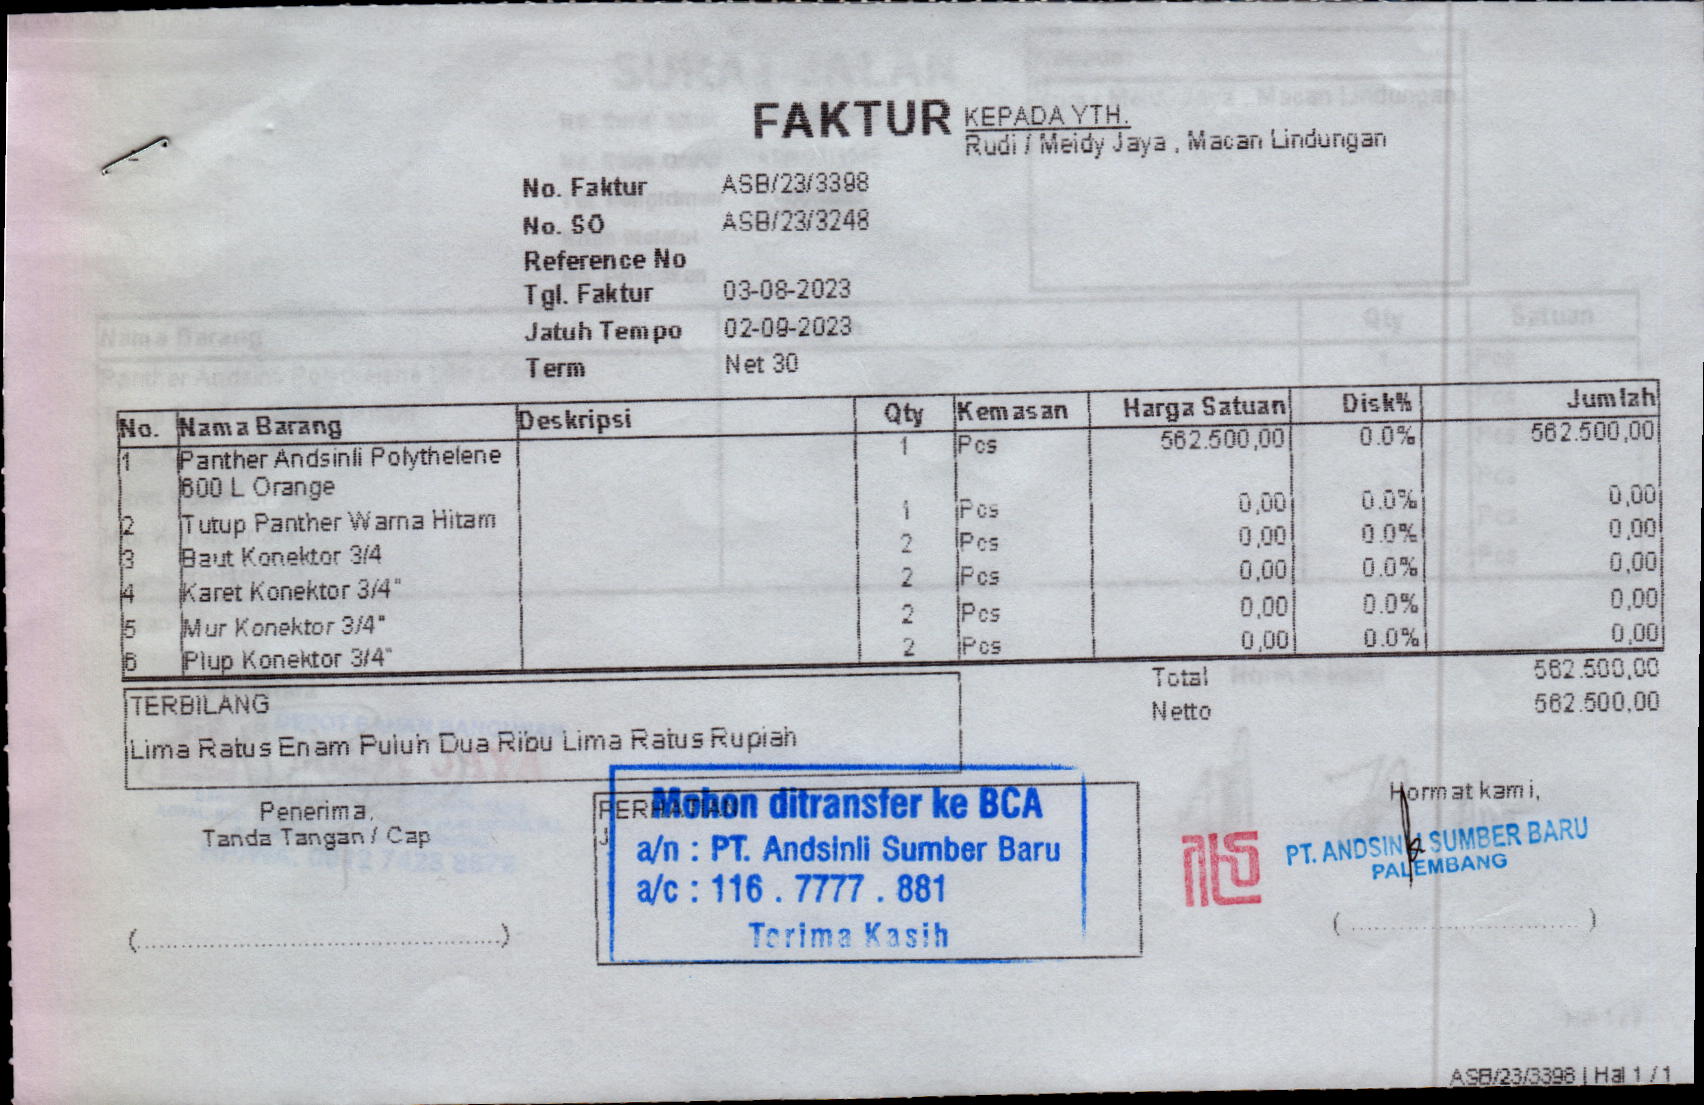 FAKTUR
KEPADA YTH.
Rudi / Meidy Jaya , Macan Lindungan
No. Faktur ASB/23/3398
No. SO ASB/23/3248
Reference No
Tgl. Faktur 03-08-2023
Jatuh Tempo 02-09-2023
Term Net 30
No. Nama Barang Deskripsi Qty Kemasan Harga Satuan Disk% Jumlah
1 Panther Andsinli Polythelene 1 Pcs 562.500,00 0.0% 562.500,00
600 L Orange
2 Tutup Panther Warna Hitam 1 Pcs 0,00 0.0% 0,00
3 Baut Konektor 3/4 2 Pcs 0,00 0.0% 0,00
4 Karet Konektor 3/4" 2 Pcs 0,00 0.0% 0,00
5 Mur Konektor 3/4" 2 Pcs 0,00 0.0% 0,00
6 Plup Konektor 3/4" 2 Pcs 0,00 0.0% 0,00
Total 562.500,00
Netto 562.500,00
TERBILANG
Lima Ratus Enam Puluh Dua Ribu Lima Ratus Rupiah
Penerima,
Tanda Tangan / Cap
(..............................................)
PERHATIAN
Mohon ditransfer ke BCA
a/n : PT. Andsinli Sumber Baru
a/c : 116 . 7777 . 881
Terima Kasih
Hormat kami,
PT. ANDSINLI SUMBER BARU
PALEMBANG
(..............................)
ASB/23/3398 | Hal 1 / 1